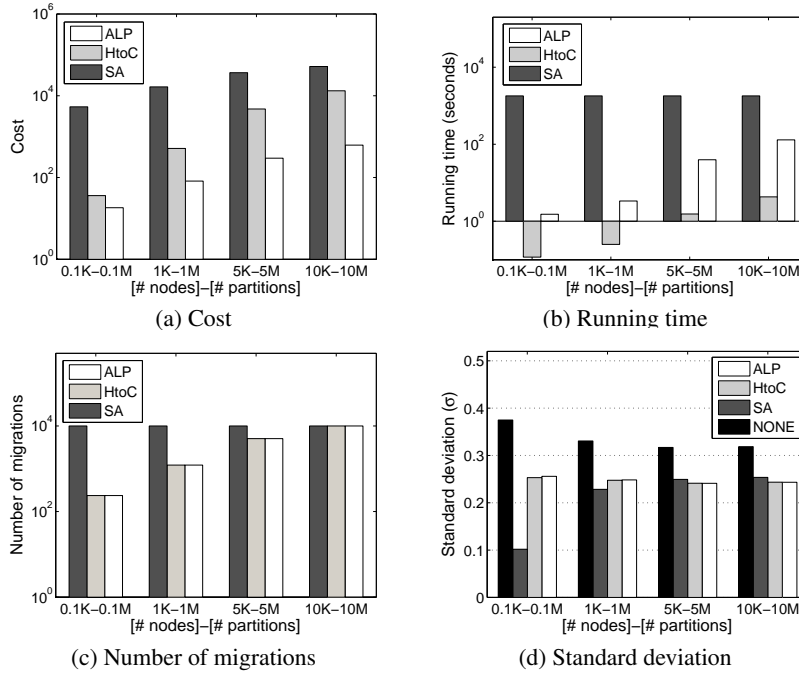 10^6
10^4
10^2
10^0
Cost
ALP
HtoC
SA
0.1K−0.1M 1K−1M 5K−5M 10K−10M
[# nodes]−[# partitions]
(a) Cost
10^4
10^2
10^0
Running time (seconds)
ALP
HtoC
SA
0.1K−0.1M 1K−1M 5K−5M 10K−10M
[# nodes]−[# partitions]
(b) Running time
10^4
10^2
10^0
Number of migrations
ALP
HtoC
SA
0.1K−0.1M 1K−1M 5K−5M 10K−10M
[# nodes]−[# partitions]
(c) Number of migrations
0.5
0.4
0.3
0.2
0.1
0
Standard deviation (σ)
ALP
HtoC
SA
NONE
0.1K−0.1M 1K−1M 5K−5M 10K−10M
[# nodes]−[# partitions]
(d) Standard deviation